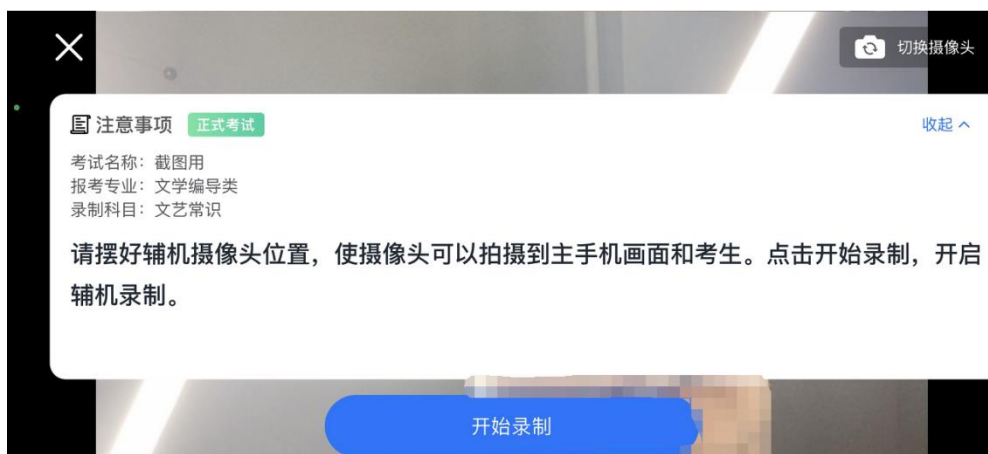 切换摄像头
注意事项 正式考试
收起
考试名称：截图用
报考专业：文学编导类
录制科目：文艺常识
请摆好辅机摄像头位置，使摄像头可以拍摄到主手机画面和考生。点击开始录制，开启
辅机录制。
开始录制